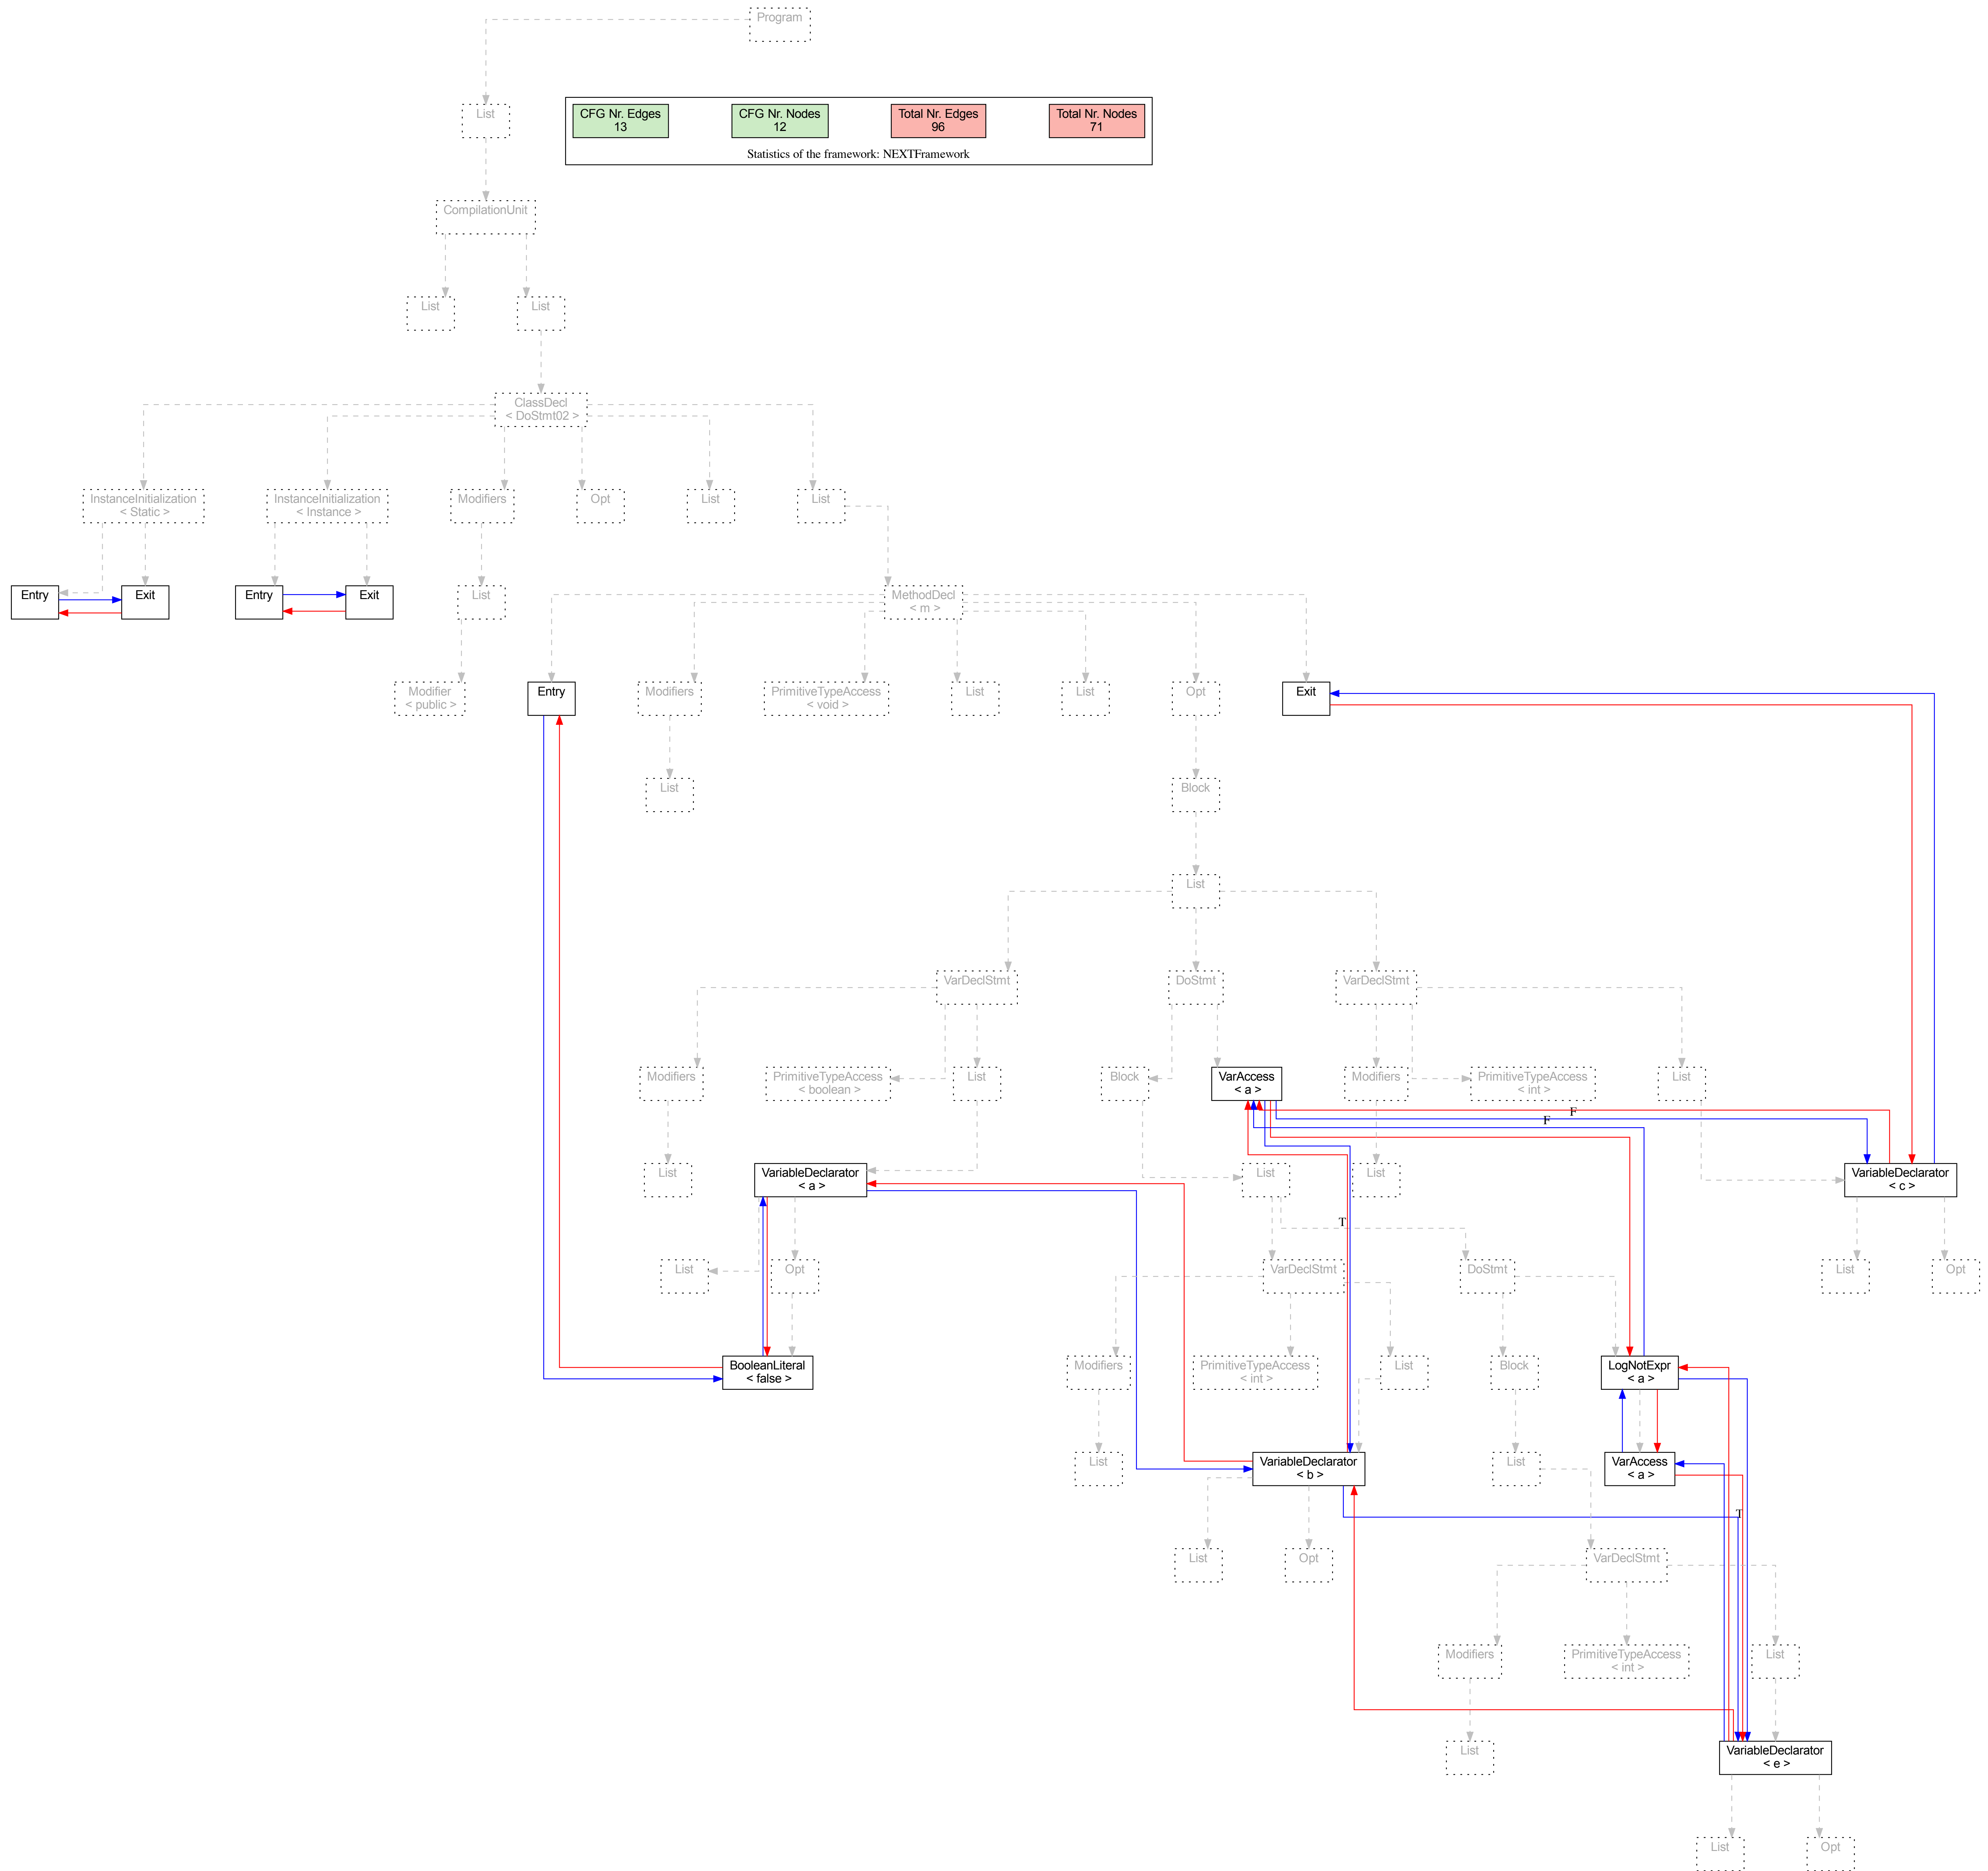 Program
List
CFG Nr. Edges
13
CFG Nr. Nodes
12
Total Nr. Edges
96
Total Nr. Nodes
71
Statistics of the framework: NEXTFramework
CompilationUnit
List
List
ClassDecl
< DoStmt02 >
InstanceInitialization
< Static >
InstanceInitialization
< Instance >
Modifiers
Opt
List
List
Entry
Exit
Entry
Exit
List
MethodDecl
< m >
Modifier
< public >
Entry
Modifiers
PrimitiveTypeAccess
< void >
List
List
Opt
Exit
List
Block
List
VarDeclStmt
DoStmt
VarDeclStmt
Modifiers
PrimitiveTypeAccess
< boolean >
List
Block
VarAccess
< a >
Modifiers
PrimitiveTypeAccess
< int >
List
F
F
List
VariableDeclarator
< a >
List
List
VariableDeclarator
< c >
T
List
Opt
VarDeclStmt
DoStmt
List
Opt
BooleanLiteral
< false >
Modifiers
PrimitiveTypeAccess
< int >
List
Block
LogNotExpr
< a >
List
VariableDeclarator
< b >
List
VarAccess
< a >
T
List
Opt
VarDeclStmt
Modifiers
PrimitiveTypeAccess
< int >
List
List
VariableDeclarator
< e >
List
Opt